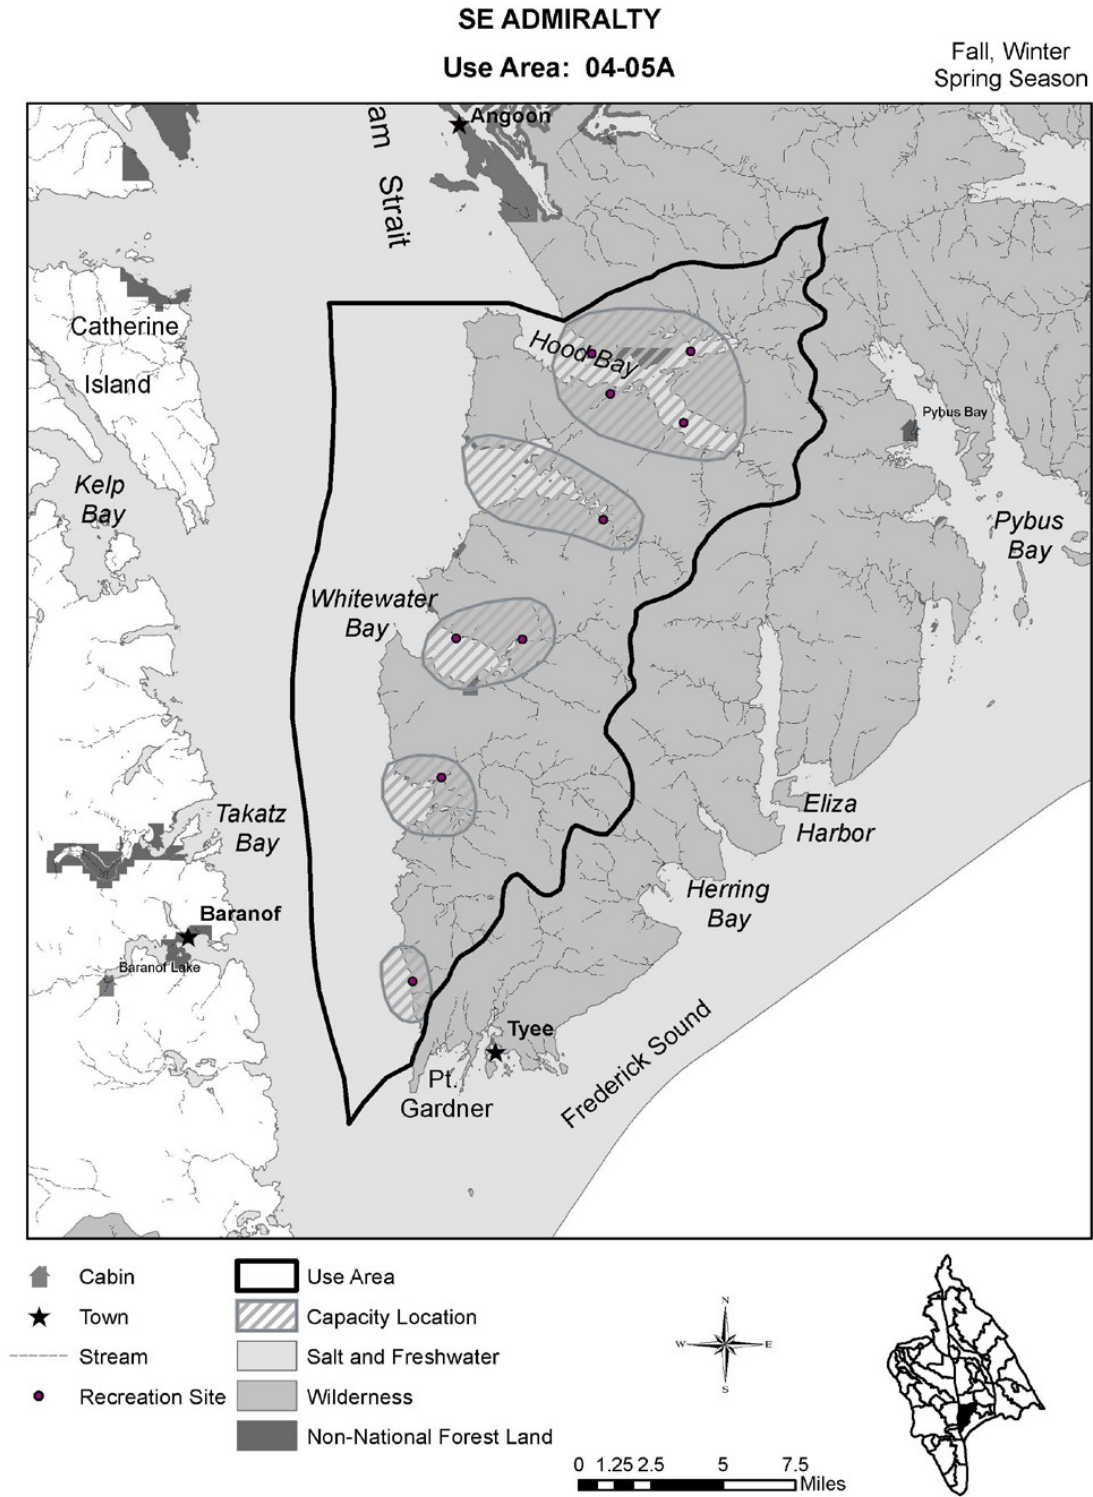 SE ADMIRALTY
Use Area: 04-05A
Fall, Winter
Spring Season
am Strait
Angoon
Catherine
Island
Hood Bay
Kelp
Bay
Pybus Bay
Pybus
Bay
Whitewater
Bay
Takatz
Bay
Eliza
Harbor
Herring
Bay
Baranof
Baranof Lake
Tyee
Pt.
Gardner
Frederick Sound
Cabin
Town
Stream
Recreation Site
Use Area
Capacity Location
Salt and Freshwater
Wilderness
Non-National Forest Land
N
W E
S
0 1.25 2.5 5 7.5
Miles